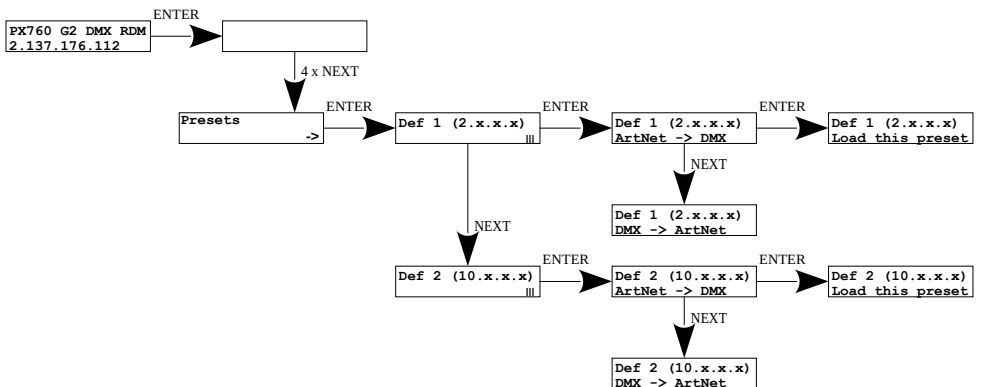 ENTER
PX760 G2 DMX RDM
2.137.176.112
4 x NEXT
Presets
->
ENTER
Def 1 (2.x.x.x)
|||
ENTER
Def 1 (2.x.x.x)
ArtNet -> DMX
ENTER
Def 1 (2.x.x.x)
Load this preset
NEXT
Def 1 (2.x.x.x)
DMX -> ArtNet
NEXT
Def 2 (10.x.x.x)
|||
ENTER
Def 2 (10.x.x.x)
ArtNet -> DMX
ENTER
Def 2 (10.x.x.x)
Load this preset
NEXT
Def 2 (10.x.x.x)
DMX -> ArtNet